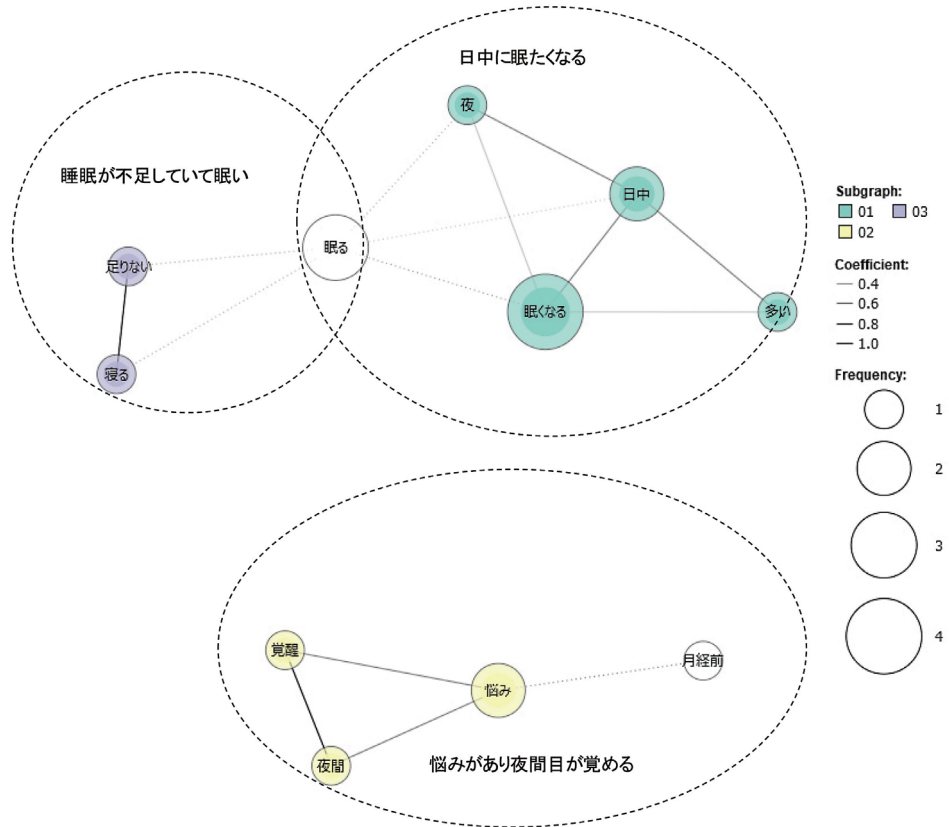 日中に眠たくなる
夜
睡眠が不足していて眠い
日中
眠る
足りない
眠くなる
多い
寝る
Subgraph:
01 03
02
Coefficient:
0.4
0.6
0.8
1.0
Frequency:
1
2
3
4
覚醒
月経前
悩み
夜間
悩みがあり夜間目が覚める